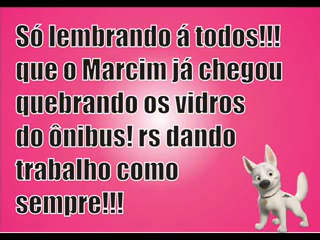 Só lembrando á todos!!!
que o Marcim já chegou
quebrando os vidros
do ônibus! rs dando
trabalho como
sempre!!!